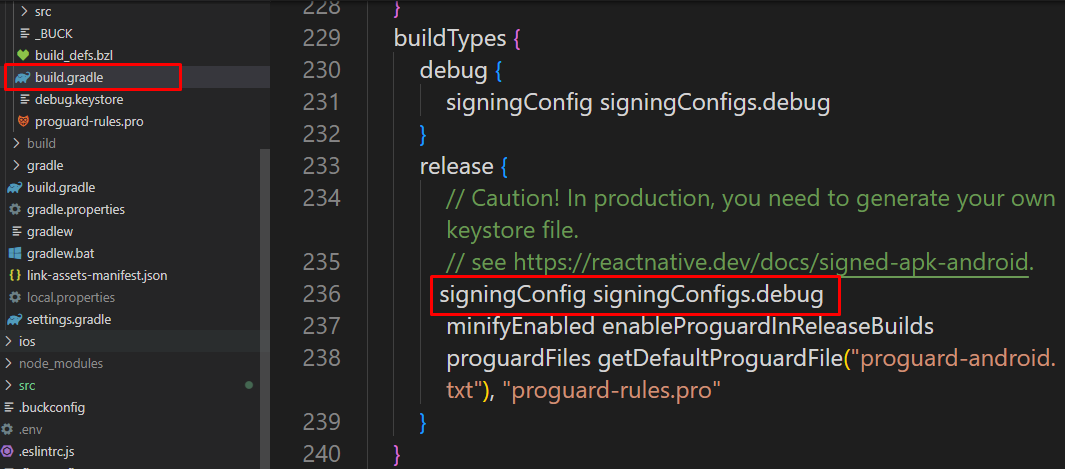 src
_BUCK
build_defs.bzl
build.gradle
debug.keystore
proguard-rules.pro
build
gradle
build.gradle
gradle.properties
gradlew
gradlew.bat
link-assets-manifest.json
local.properties
settings.gradle
ios
node_modules
src
.buckconfig
.env
.eslintrc.js
228 }
229 buildTypes {
230 debug {
231 signingConfig signingConfigs.debug
232 }
233 release {
234 // Caution! In production, you need to generate your own
keystore file.
235 // see https://reactnative.dev/docs/signed-apk-android.
236 signingConfig signingConfigs.debug
237 minifyEnabled enableProguardInReleaseBuilds
238 proguardFiles getDefaultProguardFile("proguard-android.
txt"), "proguard-rules.pro"
239 }
240 }